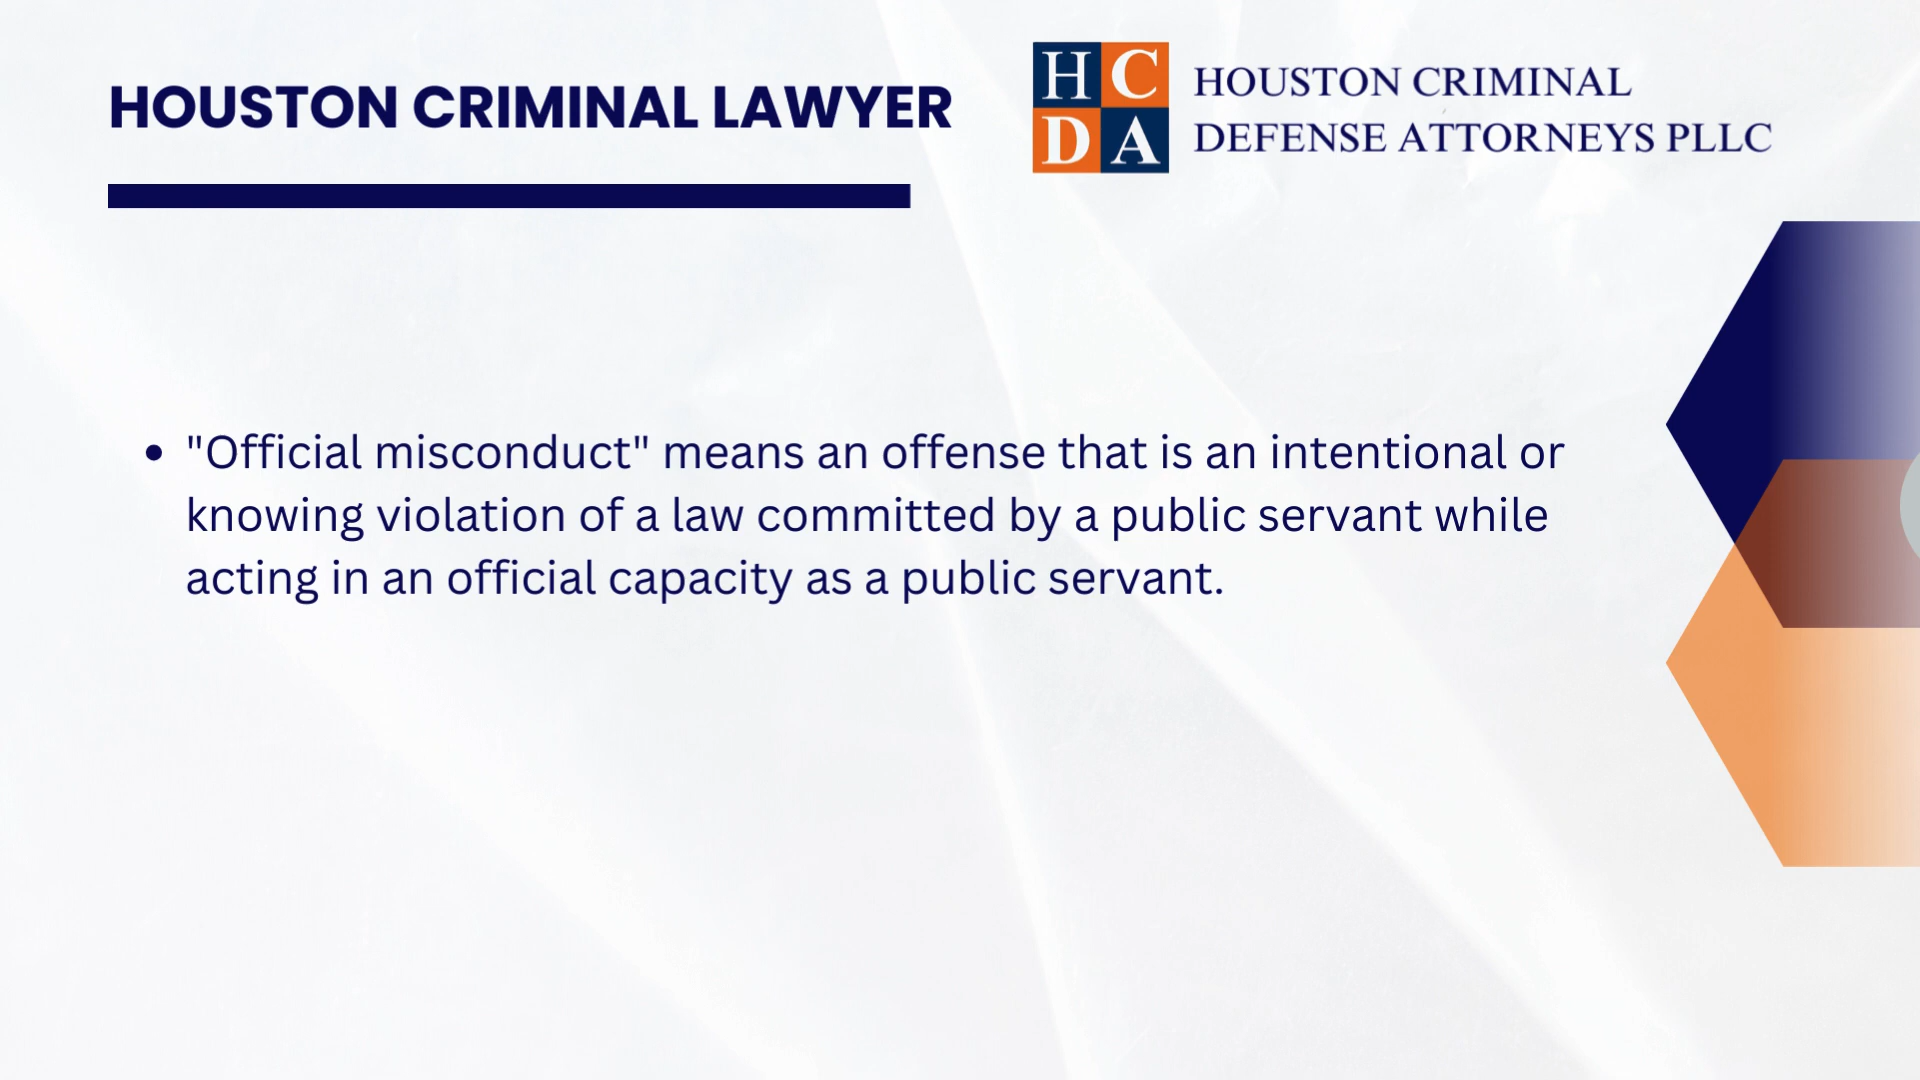 HOUSTON CRIMINAL LAWYER
H C
D A
HOUSTON CRIMINAL
DEFENSE ATTORNEYS PLLC
• "Official misconduct" means an offense that is an intentional or
knowing violation of a law committed by a public servant while
acting in an official capacity as a public servant.